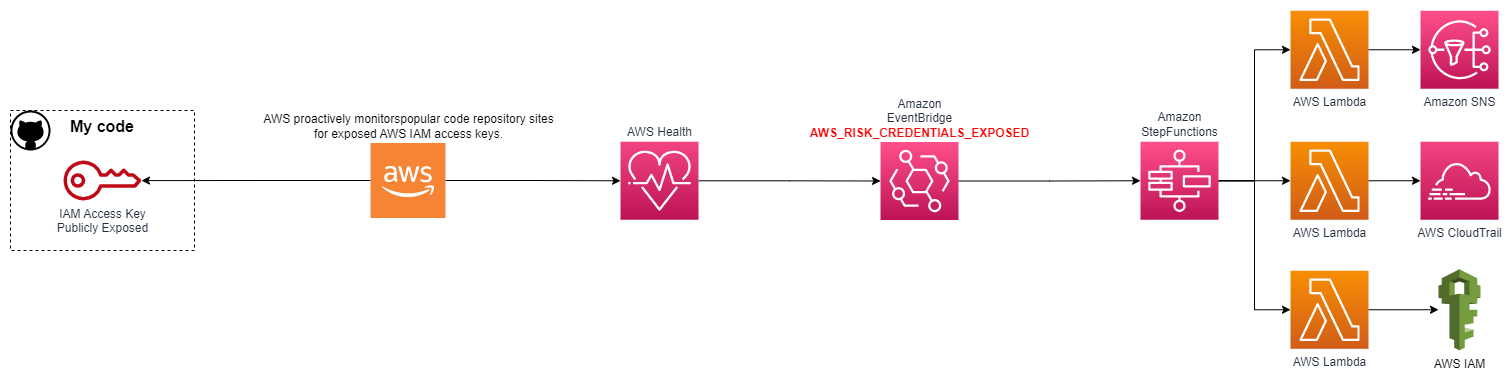 My code
IAM Access Key
Publicly Exposed
AWS proactively monitorspopular code repository sites
for exposed AWS IAM access keys.
aws
AWS Health
Amazon
EventBridge
AWS_RISK_CREDENTIALS_EXPOSED
Amazon
StepFunctions
AWS Lambda
Amazon SNS
AWS Lambda
AWS CloudTrail
AWS Lambda
AWS IAM